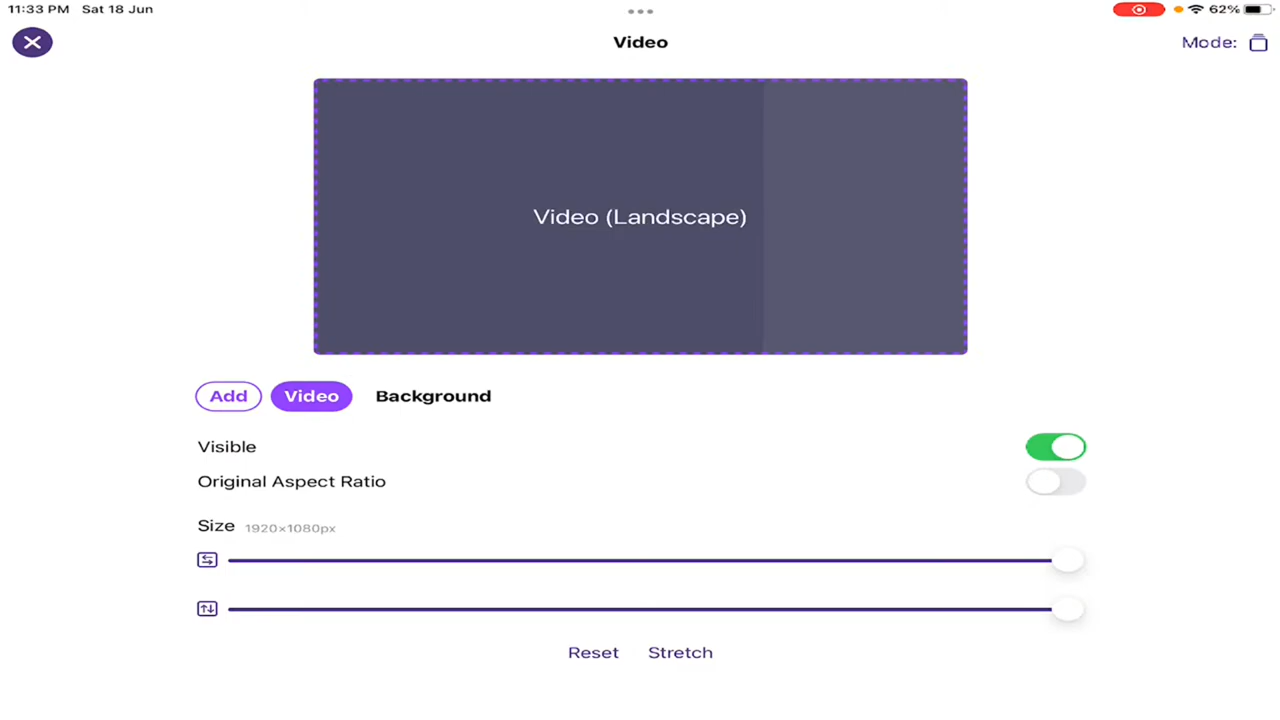 11:33 PM Sat 18 Jun
62%
Video
Mode:
Video (Landscape)
Add Video Background
Visible
Original Aspect Ratio
Size 1920×1080px
Reset Stretch